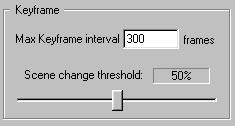 Keyframe
Max Keyframe interval 300 frames
Scene change threshold: 50%